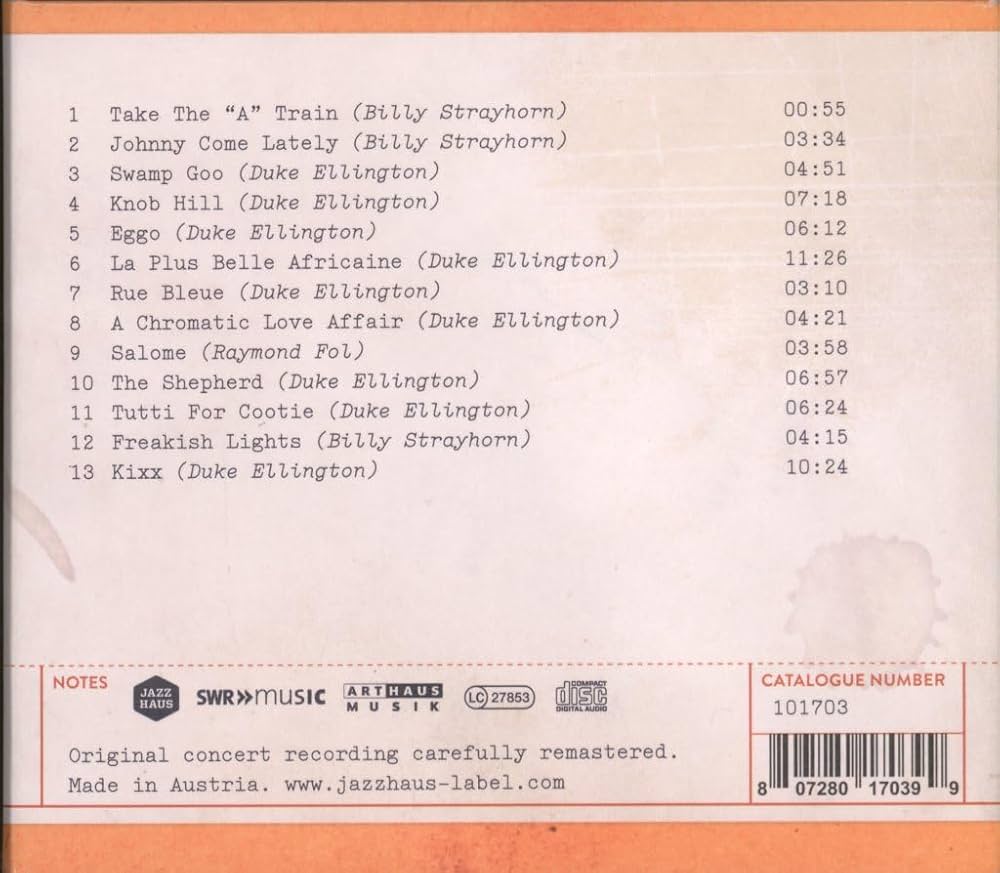 1 Take The “A” Train (Billy Strayhorn) 00:55
2 Johnny Come Lately (Billy Strayhorn) 03:34
3 Swamp Goo (Duke Ellington) 04:51
4 Knob Hill (Duke Ellington) 07:18
5 Eggo (Duke Ellington) 06:12
6 La Plus Belle Africaine (Duke Ellington) 11:26
7 Rue Bleue (Duke Ellington) 03:10
8 A Chromatic Love Affair (Duke Ellington) 04:21
9 Salome (Raymond Fol) 03:58
10 The Shepherd (Duke Ellington) 06:57
11 Tutti For Cootie (Duke Ellington) 06:24
12 Freakish Lights (Billy Strayhorn) 04:15
13 Kixx (Duke Ellington) 10:24
NOTES
JAZZ
HAUS
SWR»music
ARTHAUS
MUSIK
LC 27853
COMPACT
disc
DIGITAL AUDIO
CATALOGUE NUMBER
101703
Original concert recording carefully remastered.
Made in Austria. www.jazzhaus-label.com
8 07280 17039 9